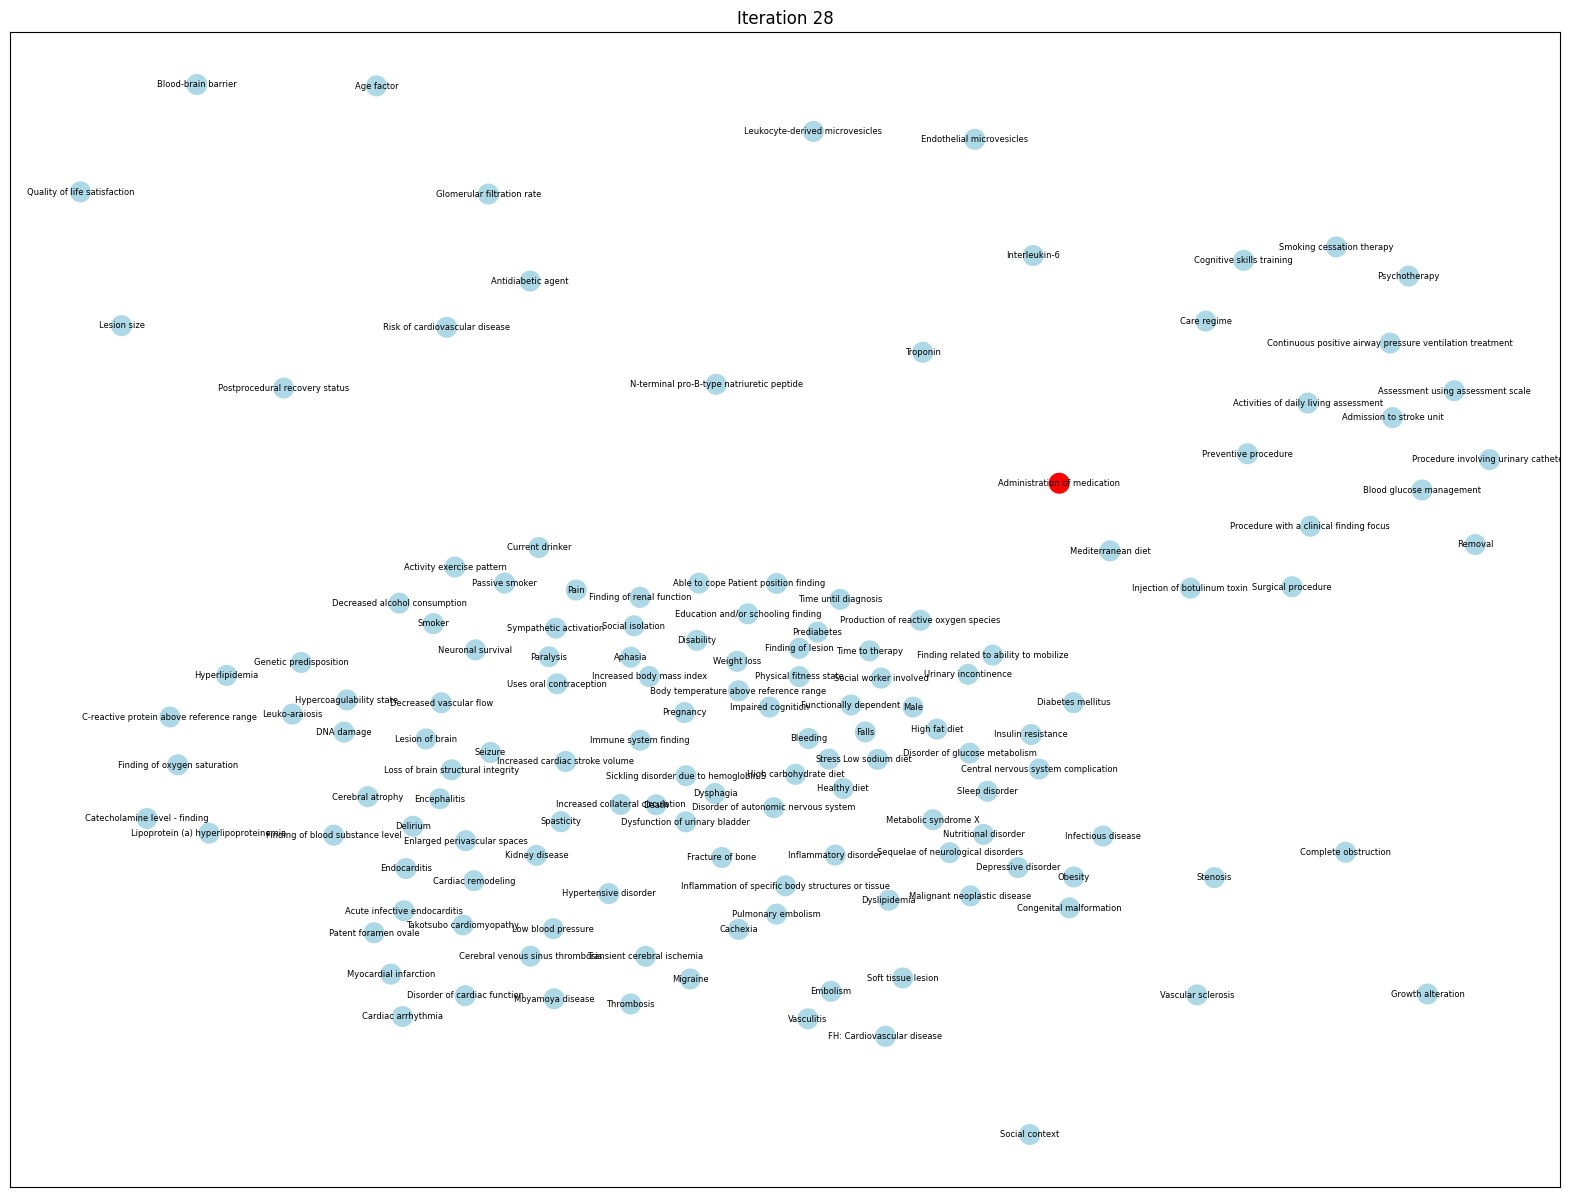 Iteration 28
Blood-brain barrier
Age factor
Leukocyte-derived microvesicles
Endothelial microvesicles
Quality of life satisfaction
Glomerular filtration rate
Smoking cessation therapy
Interleukin-6
Cognitive skills training
Psychotherapy
Antidiabetic agent
Care regime
Lesion size
Risk of cardiovascular disease
Continuous positive airway pressure ventilation treatment
Troponin
Postprocedural recovery status
N-terminal pro-B-type natriuretic peptide
Assessment using assessment scale
Activities of daily living assessment
Admission to stroke unit
Preventive procedure
Procedure involving urinary cathete
Administration of medication
Blood glucose management
Procedure with a clinical finding focus
Current drinker
Removal
Mediterranean diet
Activity exercise pattern
Passive smoker
Able to cope
Patient position finding
Injection of botulinum toxin
Surgical procedure
Pain
Finding of renal function
Time until diagnosis
Decreased alcohol consumption
Education and/or schooling finding
Smoker
Production of reactive oxygen species
Sympathetic activation
Social isolation
Prediabetes
Disability
Neuronal survival
Finding of lesion
Time to therapy
Finding related to ability to mobilize
Paralysis
Aphasia
Weight loss
Genetic predisposition
Hyperlipidemia
Increased body mass index
Physical fitness state
Social worker involved
Urinary incontinence
Uses oral contraception
Body temperature above reference range
Hypercoagulability state
Decreased vascular flow
Diabetes mellitus
Functionally dependent
Male
Impaired cognition
Pregnancy
Leuko-araiosis
C-reactive protein above reference range
High fat diet
DNA damage
Falls
Insulin resistance
Lesion of brain
Immune system finding
Bleeding
Seizure
Disorder of glucose metabolism
Increased cardiac stroke volume
Stress
Low sodium diet
Finding of oxygen saturation
Loss of brain structural integrity
Central nervous system complication
Sickling disorder due to hemoglobin S
High carbohydrate diet
Healthy diet
Sleep disorder
Dysphagia
Cerebral atrophy
Encephalitis
Increased collateral circulation
Death
Disorder of autonomic nervous system
Catecholamine level - finding
Spasticity
Dysfunction of urinary bladder
Metabolic syndrome X
Delirium
Lipoprotein (a) hyperlipoproteinemia
Finding of blood substance level
Nutritional disorder
Infectious disease
Enlarged perivascular spaces
Kidney disease
Fracture of bone
Inflammatory disorder
Sequelae of neurological disorders
Complete obstruction
Endocarditis
Depressive disorder
Obesity
Stenosis
Cardiac remodeling
Inflammation of specific body structures or tissue
Hypertensive disorder
Malignant neoplastic disease
Dyslipidemia
Congenital malformation
Acute infective endocarditis
Pulmonary embolism
Takotsubo cardiomyopathy
Low blood pressure
Cachexia
Patent foramen ovale
Cerebral venous sinus thrombosis
Transient cerebral ischemia
Myocardial infarction
Migraine
Soft tissue lesion
Embolism
Disorder of cardiac function
Moyamoya disease
Thrombosis
Vascular sclerosis
Growth alteration
Cardiac arrhythmia
Vasculitis
FH: Cardiovascular disease
Social context